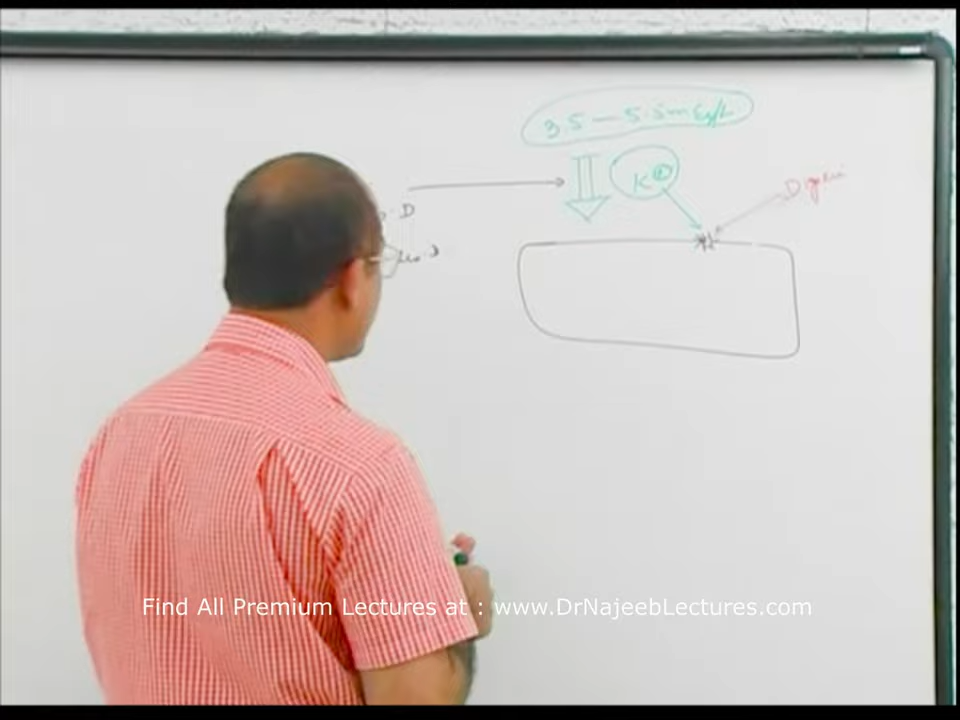 3.5 — 5.5 mEq/L
K⊕
D
Find All Premium Lectures at : www.DrNajeebLectures.com